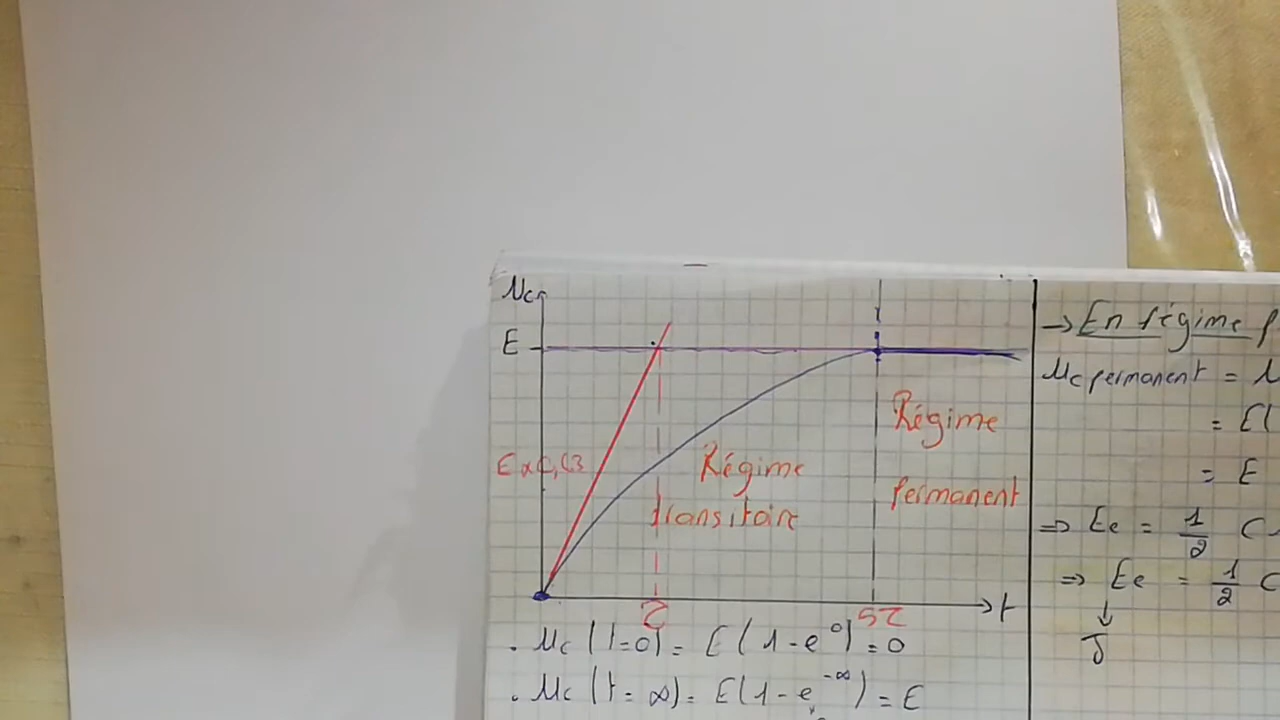 uc
E
E x 0,63
Régime
transitoire
Régime
permanent
τ
5τ
t
. uc (t=0) = E(1-e⁰) = 0
. uc (t=∞) = E(1-e^-∞) = E
→ En régime p
uc permanent = u
= E(
= E
⇒ Ee = 1/2 C
⇒ Ee = 1/2 C
↓
J